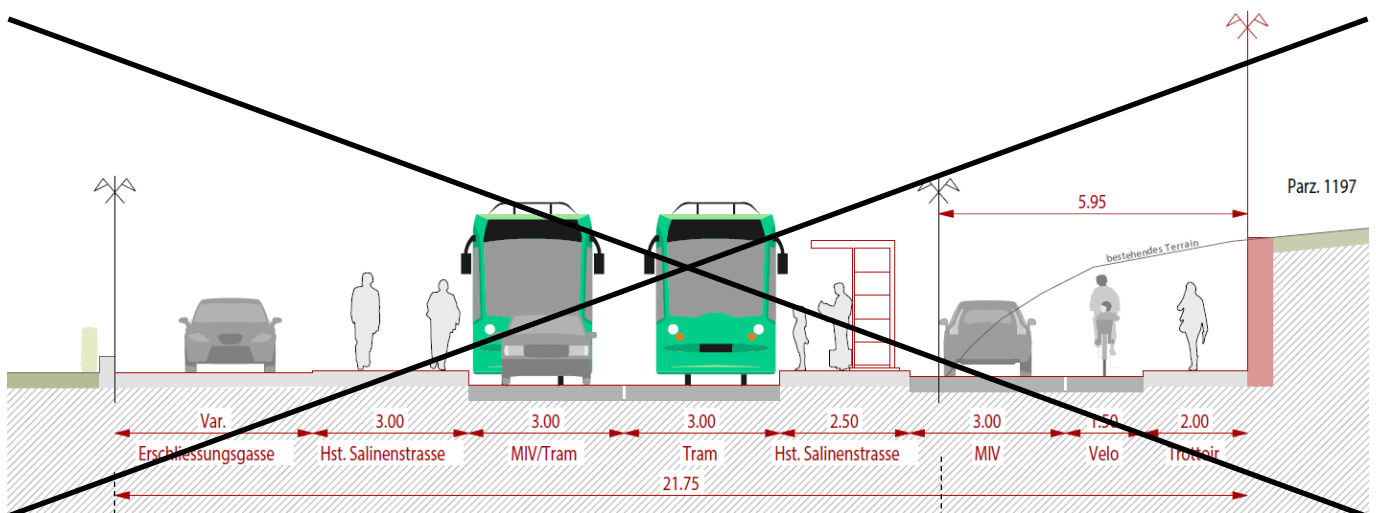 Parz. 1197
5.95
bestehendes Terrain
Var. 3.00 3.00 3.00 2.50 3.00 1.50 2.00
Erschliessungsgasse Hst. Salinenstrasse MIV/Tram Tram Hst. Salinenstrasse MIV Velo Trottoir
21.75